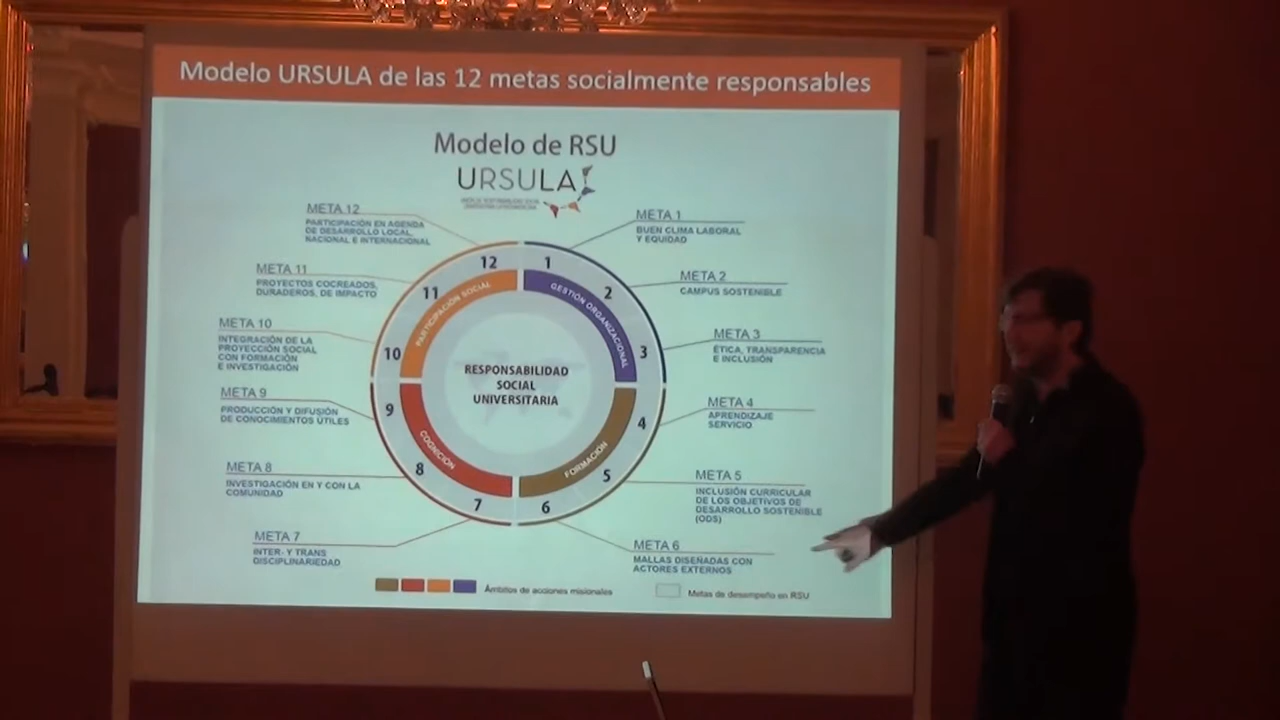 Modelo URSULA de las 12 metas socialmente responsables
Modelo de RSU
URSULA
META 12
PARTICIPACIÓN EN AGENDA
DE DESARROLLO LOCAL,
NACIONAL E INTERNACIONAL
META 11
PROYECTOS COCREADOS,
DURADEROS, DE IMPACTO
META 10
INTEGRACIÓN DE LA
PROYECCIÓN SOCIAL
CON FORMACIÓN
E INVESTIGACIÓN
META 9
PRODUCCIÓN Y DIFUSIÓN
DE CONOCIMIENTOS ÚTILES
META 8
INVESTIGACIÓN EN Y CON LA
COMUNIDAD
META 7
INTER- Y TRANS
DISCIPLINARIEDAD
12
11
10
9
8
7
1
2
3
4
5
6
PARTICIPACIÓN SOCIAL
GESTIÓN ORGANIZACIONAL
COGNICIÓN
FORMACIÓN
RESPONSABILIDAD
SOCIAL
UNIVERSITARIA
META 1
BUEN CLIMA LABORAL
Y EQUIDAD
META 2
CAMPUS SOSTENIBLE
META 3
ÉTICA, TRANSPARENCIA
E INCLUSIÓN
META 4
APRENDIZAJE
SERVICIO
META 5
INCLUSIÓN CURRICULAR
DE LOS OBJETIVOS DE
DESARROLLO SOSTENIBLE
(ODS)
META 6
MALLAS DISEÑADAS CON
ACTORES EXTERNOS
Ámbitos de acciones misionales
Metas de desempeño en RSU